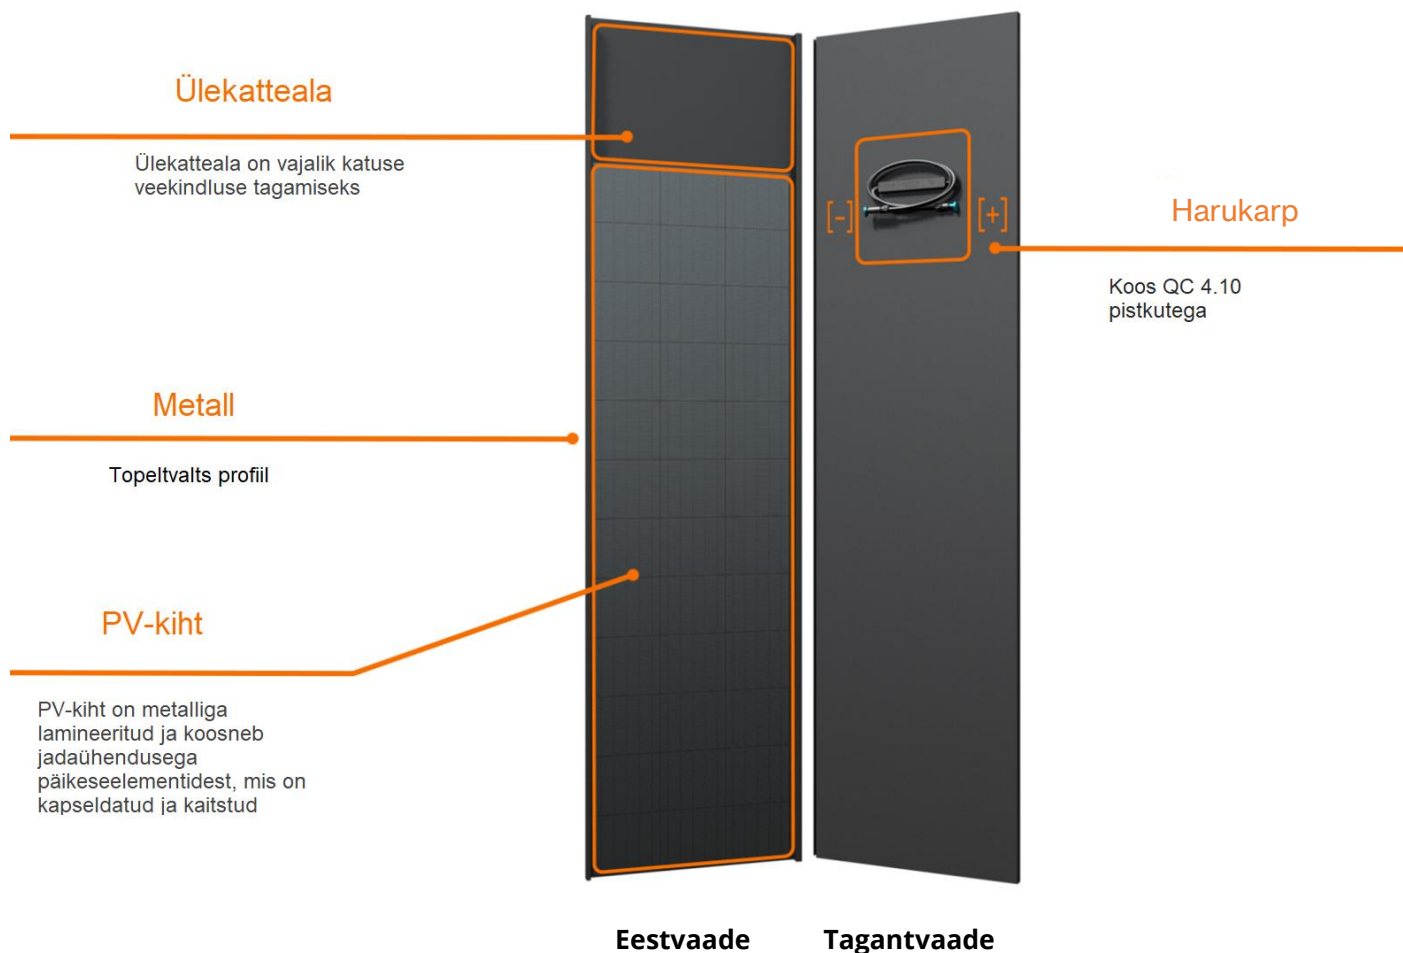 Ülekatteala
Ülekatteala on vajalik katuse
veekindluse tagamiseks
[-]
[+]
Harukarp
Koos QC 4.10
pistkutega
Metall
Topeltvalts profiil
PV-kiht
PV-kiht on metalliga
lamineeritud ja koosneb
jadaühendusega
päikeseelementidest, mis on
kapseldatud ja kaitstud
Eestvaade
Tagantvaade